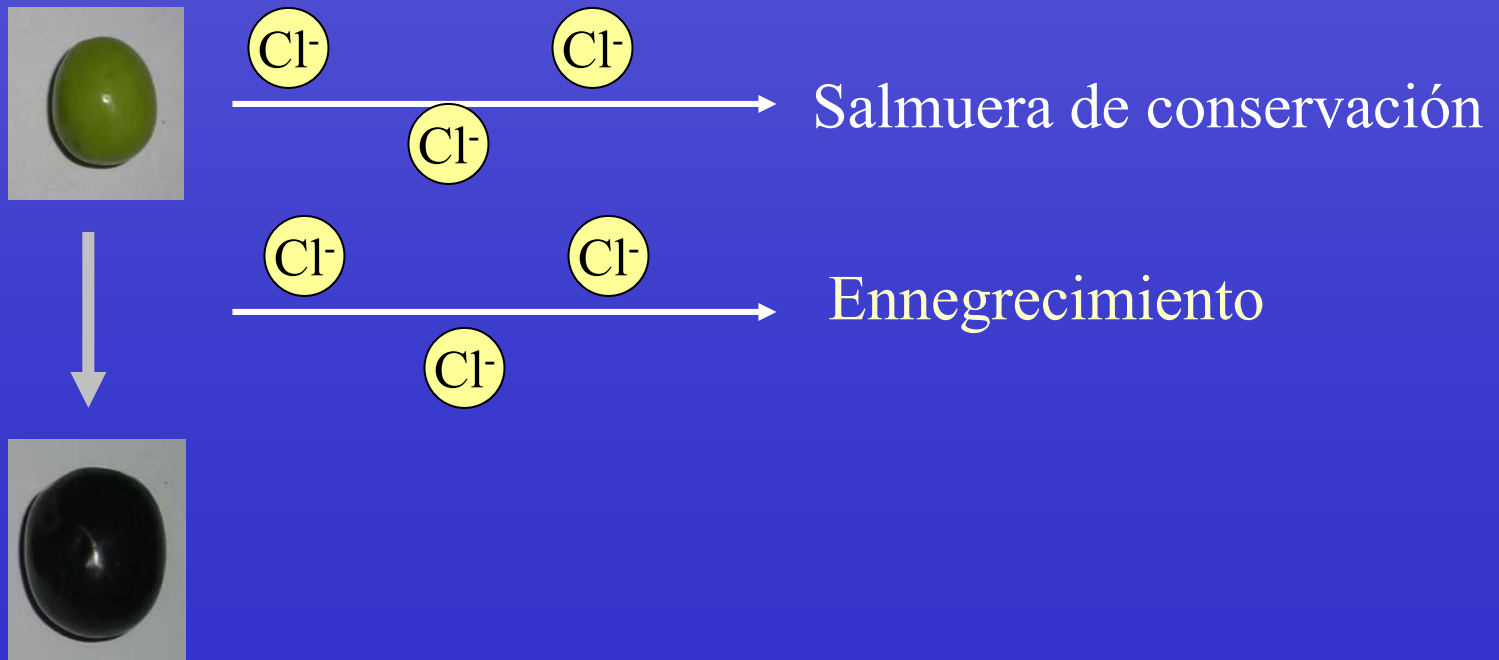 Cl-
Cl-
Cl-
Salmuera de conservación
Cl-
Cl-
Cl-
Ennegrecimiento